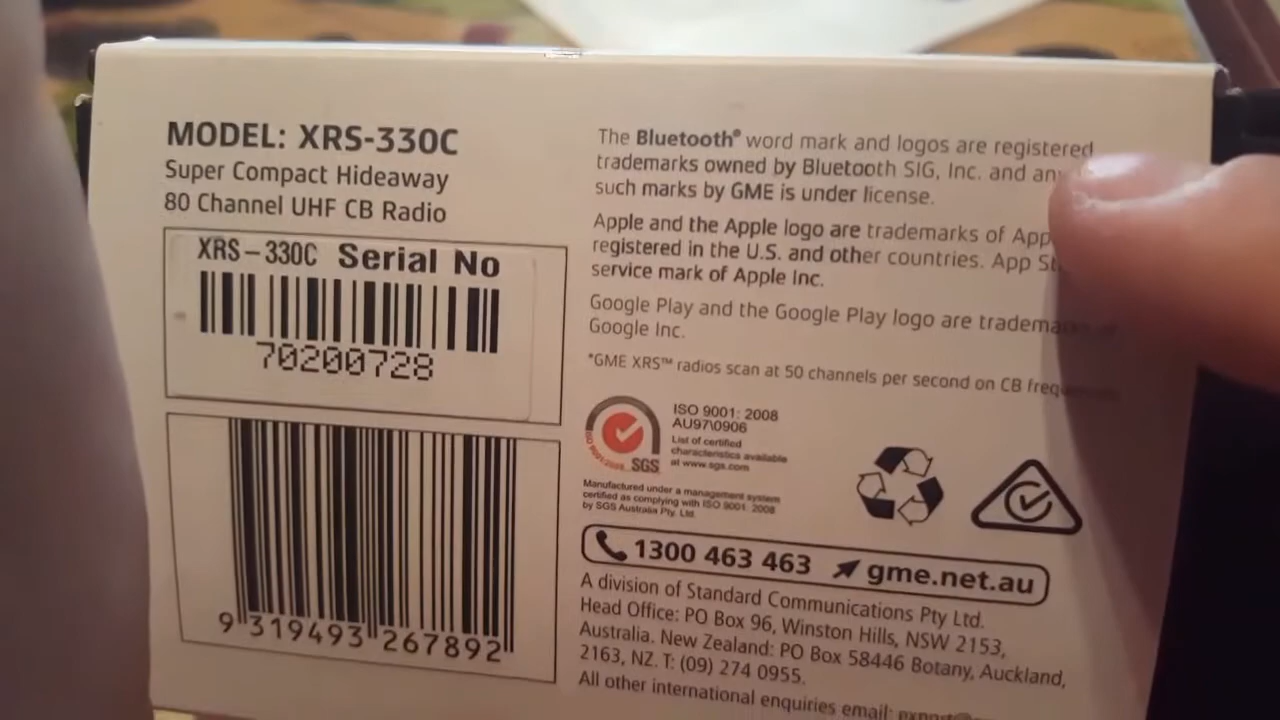 MODEL: XRS-330C
Super Compact Hideaway
80 Channel UHF CB Radio
XRS-330C Serial No
70200728
9 319493 267892
The Bluetooth® word mark and logos are registered
trademarks owned by Bluetooth SIG, Inc. and any
such marks by GME is under license.
Apple and the Apple logo are trademarks of
registered in the U.S. and other countries. App
service mark of Apple Inc.
Google Play and the Google Play logo are
Google Inc.
*GME XRS™ radios scan at 50 channels per second on CB
ISO 9001:2008
SGS
ISO 9001: 2008
AU97\0906
List of certified
characteristics available
at www.sgs.com
Manufactured under a management system
certified as complying with ISO 9001: 2008
by SGS Australia Pty. Ltd.
1300 463 463 gme.net.au
A division of Standard Communications Pty Ltd.
Head Office: PO Box 96, Winston Hills, NSW 2153,
Australia. New Zealand: PO Box 58446 Botany, Auckland,
2163, NZ. T: (09) 274 0955.
All other international enquiries email: